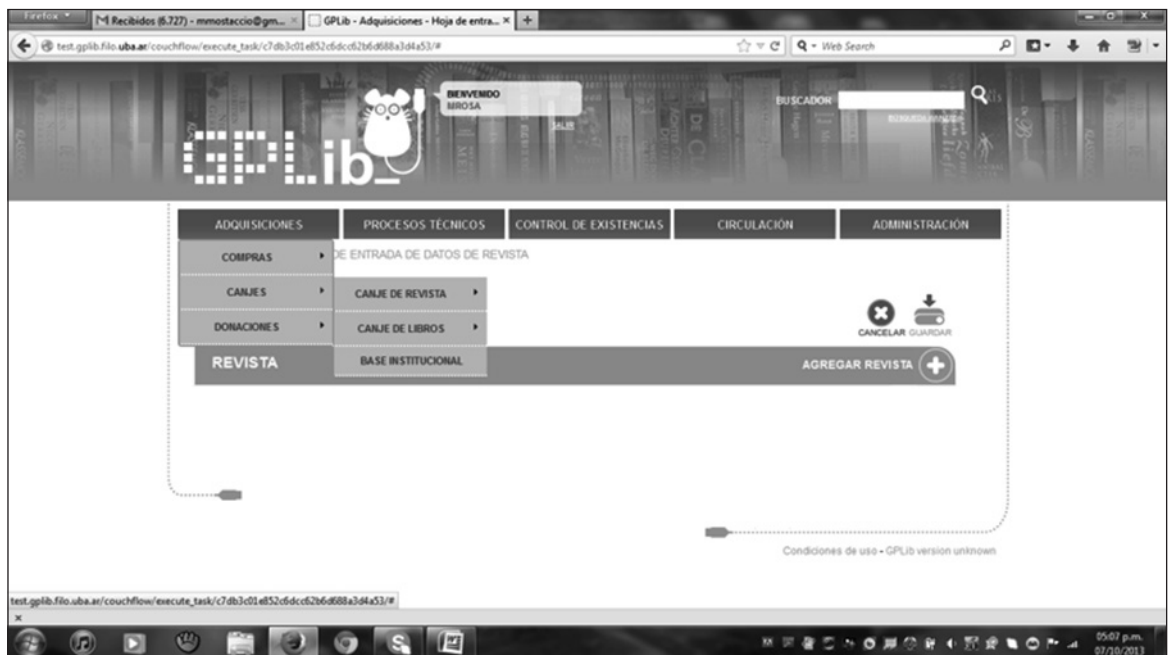 Firefox
Recibidos (6.727) - mmostaccio@gm...
GPLib - Adquisiciones - Hoja de entra...
test.gplib.filo.uba.ar/couchflow/execute_task/c7db3c01e852c6dcc62b6d688a3d4a53/#
Web Search
BIENVENIDO
MROSA
SALIR
BUSCADOR
BÚSQUEDA AVANZADA
GPLib_
ADQUISICIONES
PROCESOS TÉCNICOS
CONTROL DE EXISTENCIAS
CIRCULACIÓN
ADMINISTRACIÓN
COMPRAS
DE ENTRADA DE DATOS DE REVISTA
CANJES
CANJE DE REVISTA
DONACIONES
CANJE DE LIBROS
CANCELAR GUARDAR
REVISTA
BASE INSTITUCIONAL
AGREGAR REVISTA
Condiciones de uso - GPLib version unknown
test.gplib.filo.uba.ar/couchflow/execute_task/c7db3c01e852c6dcc62b6d688a3d4a53/#
05:07 p.m.
07/10/2013